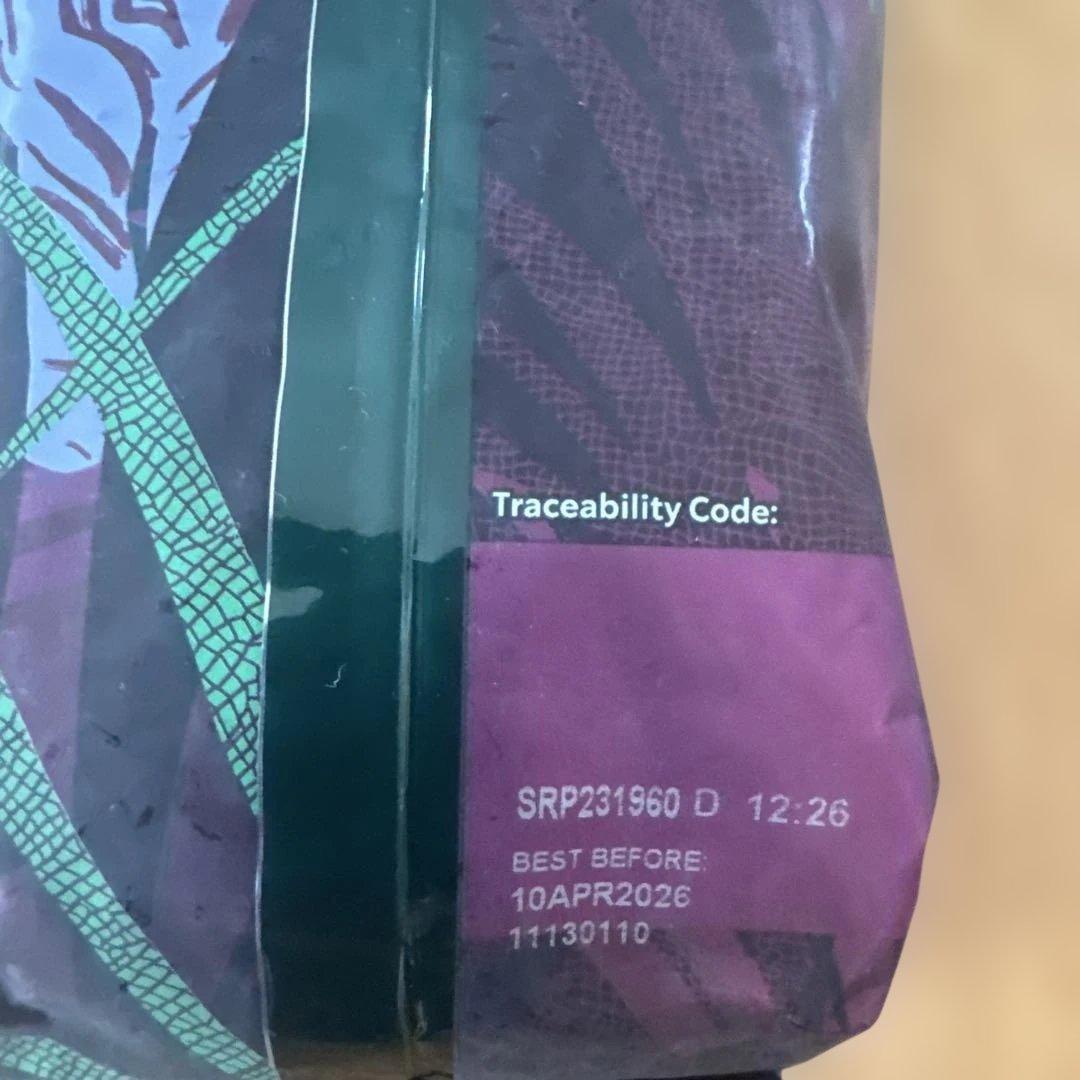 Traceability Code:
SRP231960 D 12:26
BEST BEFORE:
10APR2026
11130110